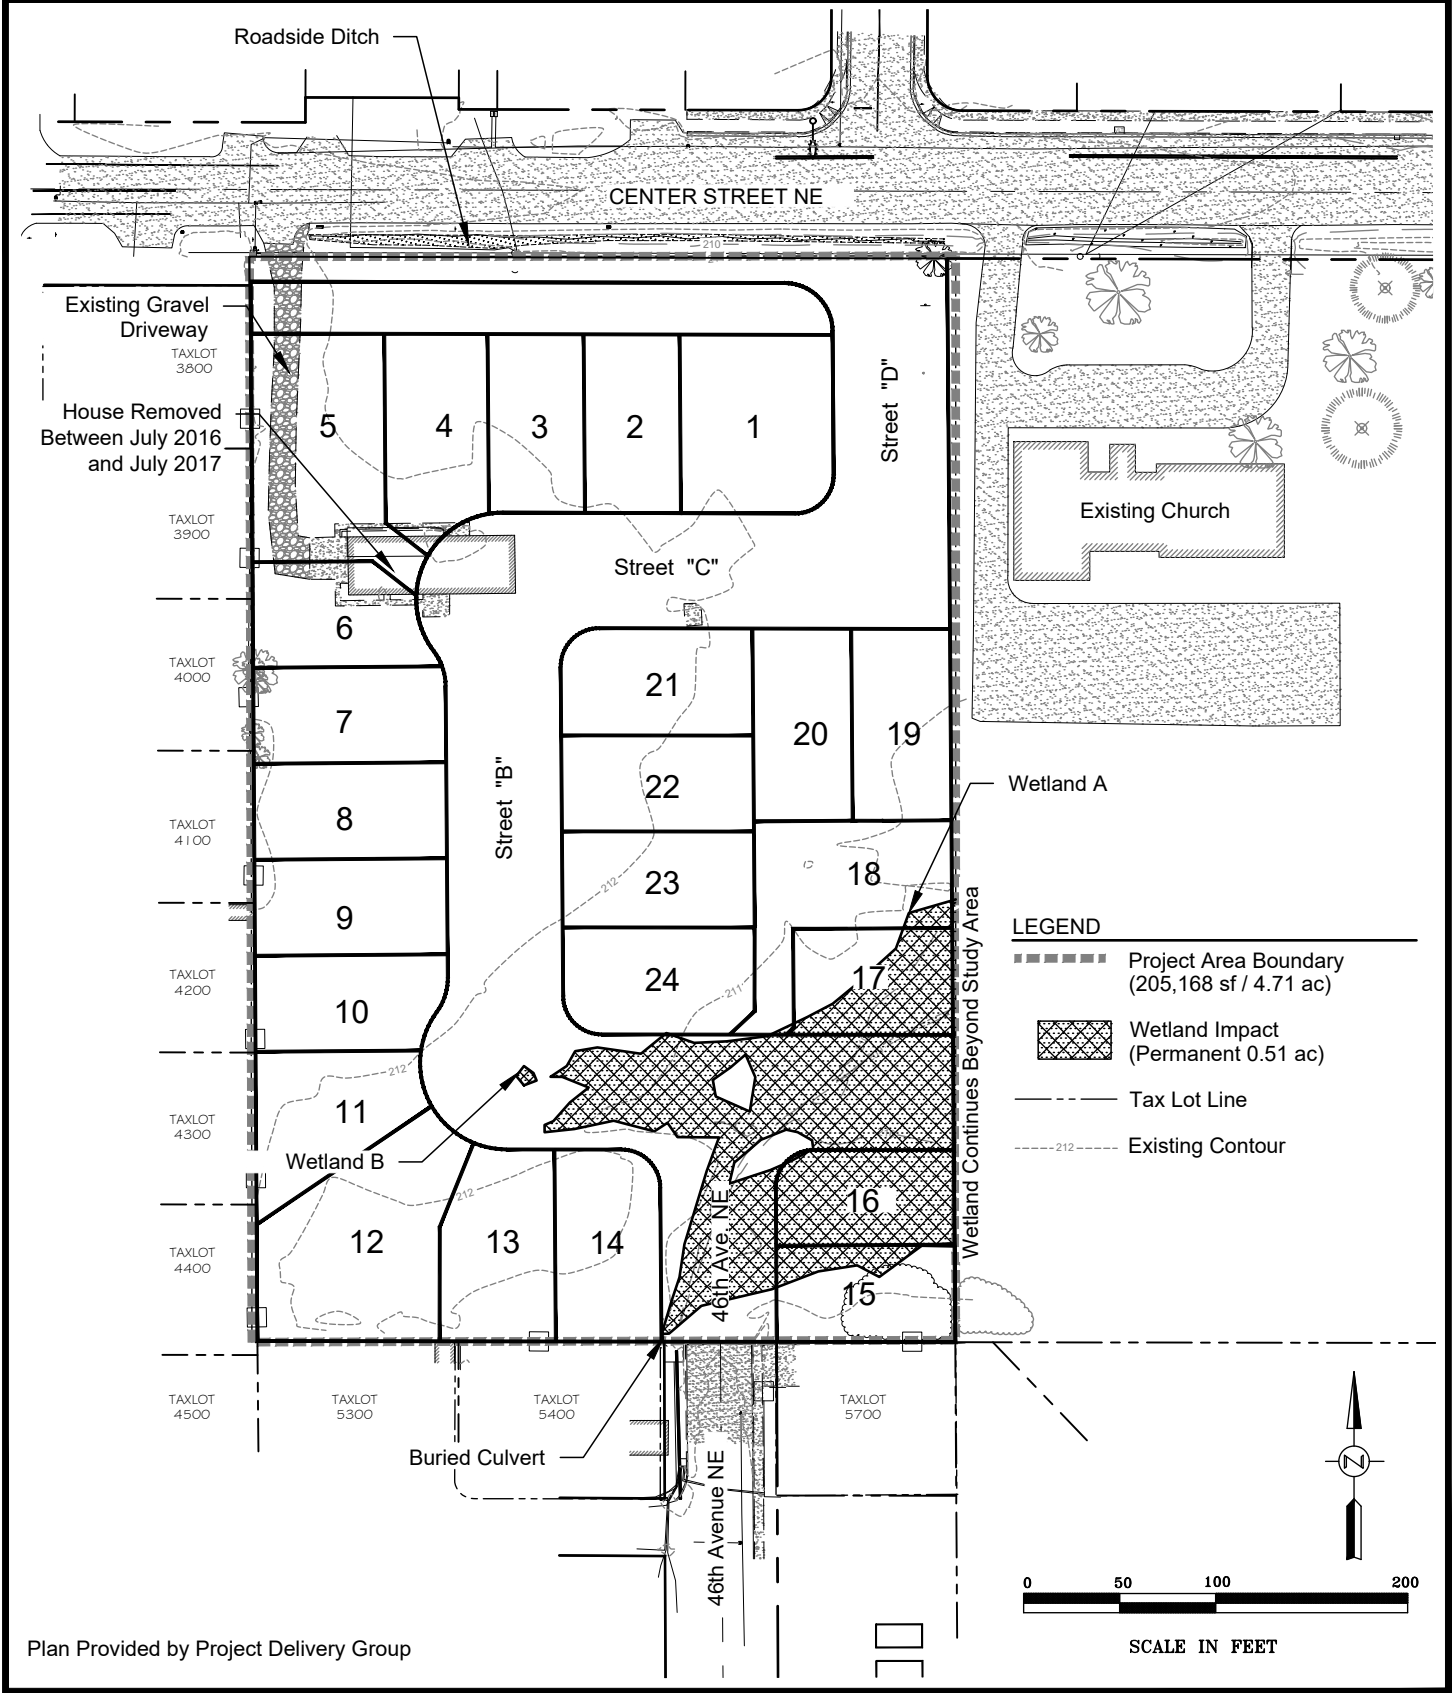 Roadside Ditch
CENTER STREET NE
210
Existing Gravel
Driveway
TAXLOT
3800
House Removed
Between July 2016
and July 2017
5
4
3
2
1
Street "D"
Existing Church
TAXLOT
3900
Street "C"
6
TAXLOT
4000
7
21
20
19
22
Wetland A
Street "B"
8
TAXLOT
4100
23
18
212
9
LEGEND
Project Area Boundary
(205,168 sf / 4.71 ac)
Wetland Impact
(Permanent 0.51 ac)
Tax Lot Line
212
Existing Contour
Wetland Continues Beyond Study Area
TAXLOT
4200
24
17
211
10
212
11
TAXLOT
4300
Wetland B
212
16
12
13
14
46th Ave. NE
TAXLOT
4400
15
TAXLOT
4500
TAXLOT
5300
TAXLOT
5400
TAXLOT
5700
Buried Culvert
46th Avenue NE
N
0 50 100 200
SCALE IN FEET
Plan Provided by Project Delivery Group